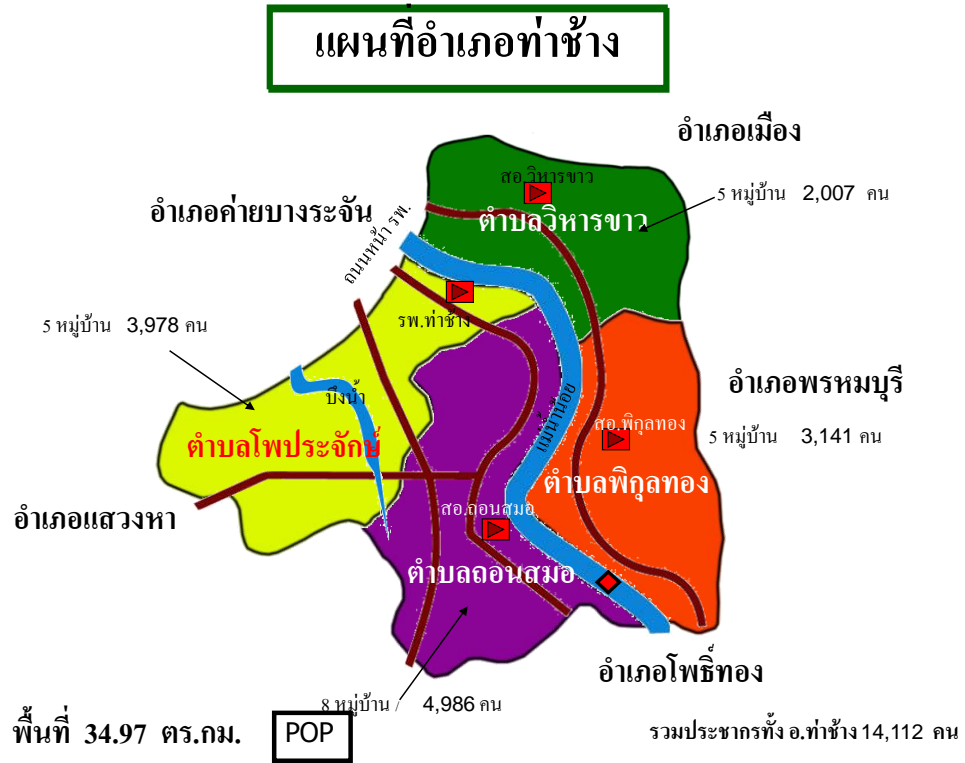 แผนที่อำเภอท่าช้าง
อำเภอเมือง
สอ.วิหารขาว
5 หมู่บ้าน 2,007 คน
อำเภอค่ายบางระจัน
ตำบลวิหารขาว
ถนนหน้า รพ.
รพ.ท่าช้าง
5 หมู่บ้าน 3,978 คน
บึงน้ำ
แม่น้ำน้อย
อำเภอพรหมบุรี
สอ.พิกุลทอง
5 หมู่บ้าน 3,141 คน
ตำบลโพประจักษ์
ตำบลพิกุลทอง
อำเภอแสวงหา
สอ.ถอนสมอ
ตำบลถอนสมอ
อำเภอโพธิ์ทอง
8 หมู่บ้าน / 4,986 คน
พื้นที่ 34.97 ตร.กม.
POP
รวมประชากรทั้ง อ.ท่าช้าง 14,112 คน